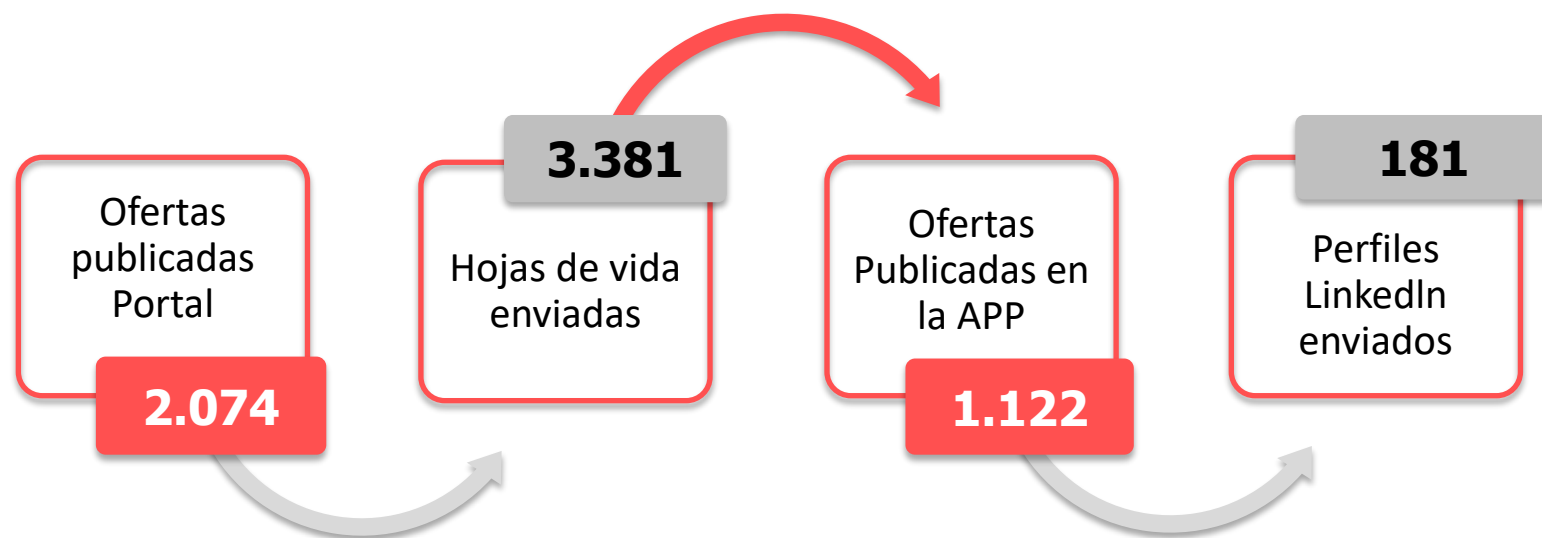 Ofertas
publicadas
Portal
2.074
3.381
Hojas de vida
enviadas
Ofertas
Publicadas en
la APP
1.122
181
Perfiles
LinkedIn
enviados